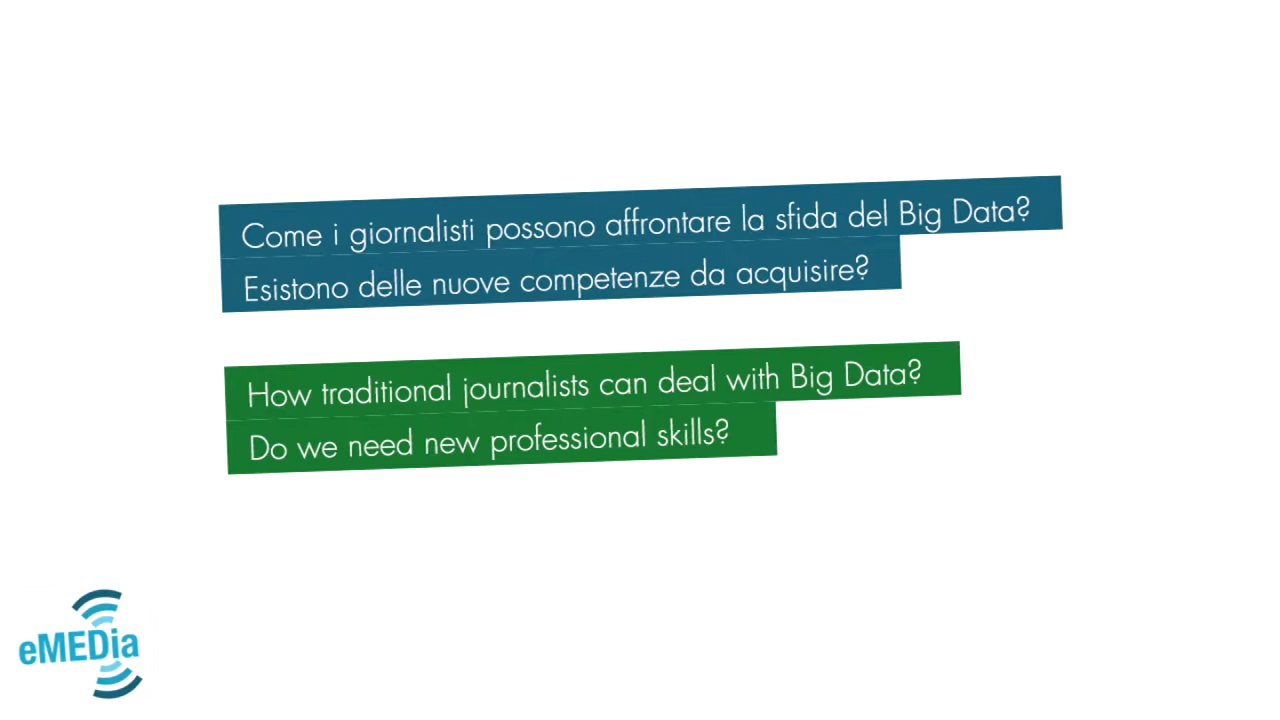 Come i giornalisti possono affrontare la sfida del Big Data?
Esistono delle nuove competenze da acquisire?
How traditional journalists can deal with Big Data?
Do we need new professional skills?
eMEDia